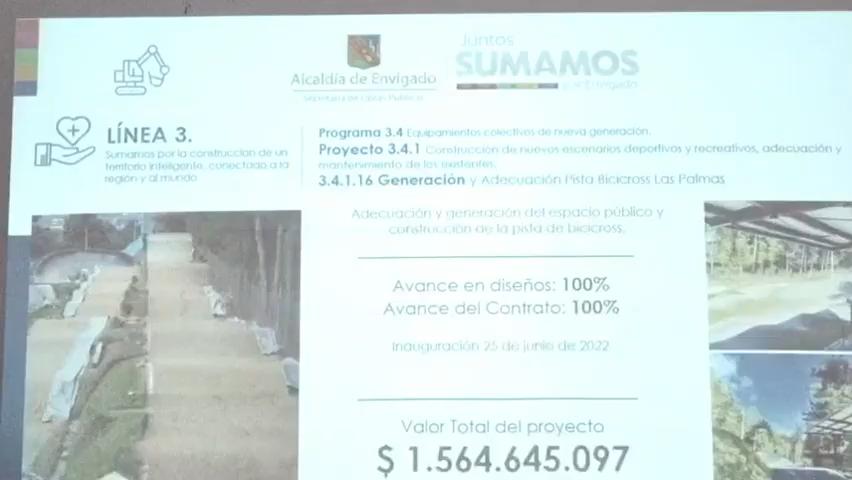 Alcaldía de Envigado
Secretaría de Obras Públicas
Juntos
SUMAMOS
por Envigado
LÍNEA 3.
Sumamos por la construcción de un
territorio inteligente, conectado a la
región y al mundo
Programa 3.4 Equipamientos colectivos de nueva generación.
Proyecto 3.4.1 Construcción de nuevos escenarios deportivos y recreativos, adecuación y
mantenimiento de los existentes.
3.4.1.16 Generación y Adecuación Pista Bicicross Las Palmas
Adecuación y generación del espacio público y
construcción de la pista de bicicross.
Avance en diseños: 100%
Avance del Contrato: 100%
Inauguración 25 de junio de 2022
Valor Total del proyecto
$ 1.564.645.097